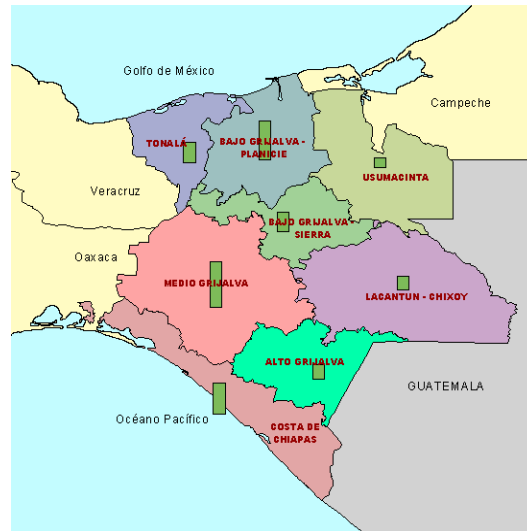 Golfo de México
Campeche
TONALÁ
BAJO GRIJALVA -
PLANICIE
USUMACINTA
Veracruz
BAJO GRIJALVA -
SIERRA
Oaxaca
MEDIO GRIJALVA
LACANTUN - CHIXOY
ALTO GRIJALVA
GUATEMALA
Océano Pacífico
COSTA DE
CHIAPAS